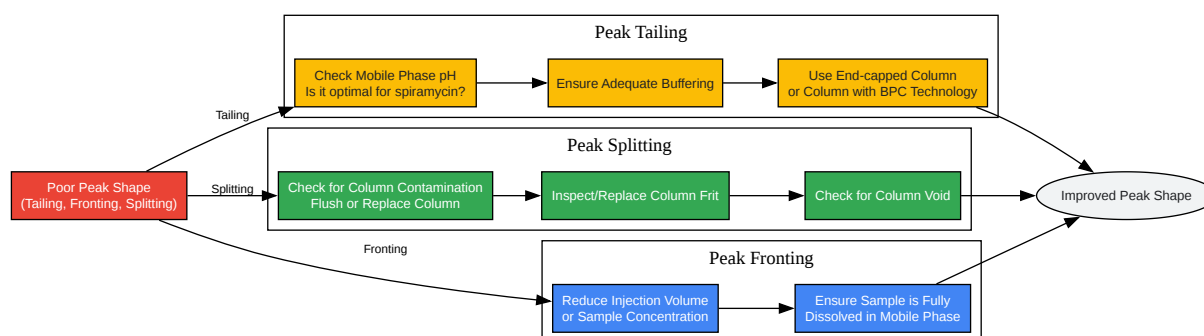 Peak Tailing
Check Mobile Phase pH
Is it optimal for spiramycin?
Ensure Adequate Buffering
Use End-capped Column
or Column with BPC Technology
Tailing
Peak Splitting
Poor Peak Shape
(Tailing, Fronting, Splitting)
Splitting
Check for Column Contamination
Flush or Replace Column
Inspect/Replace Column Frit
Check for Column Void
Improved Peak Shape
Fronting
Peak Fronting
Reduce Injection Volume
or Sample Concentration
Ensure Sample is Fully
Dissolved in Mobile Phase